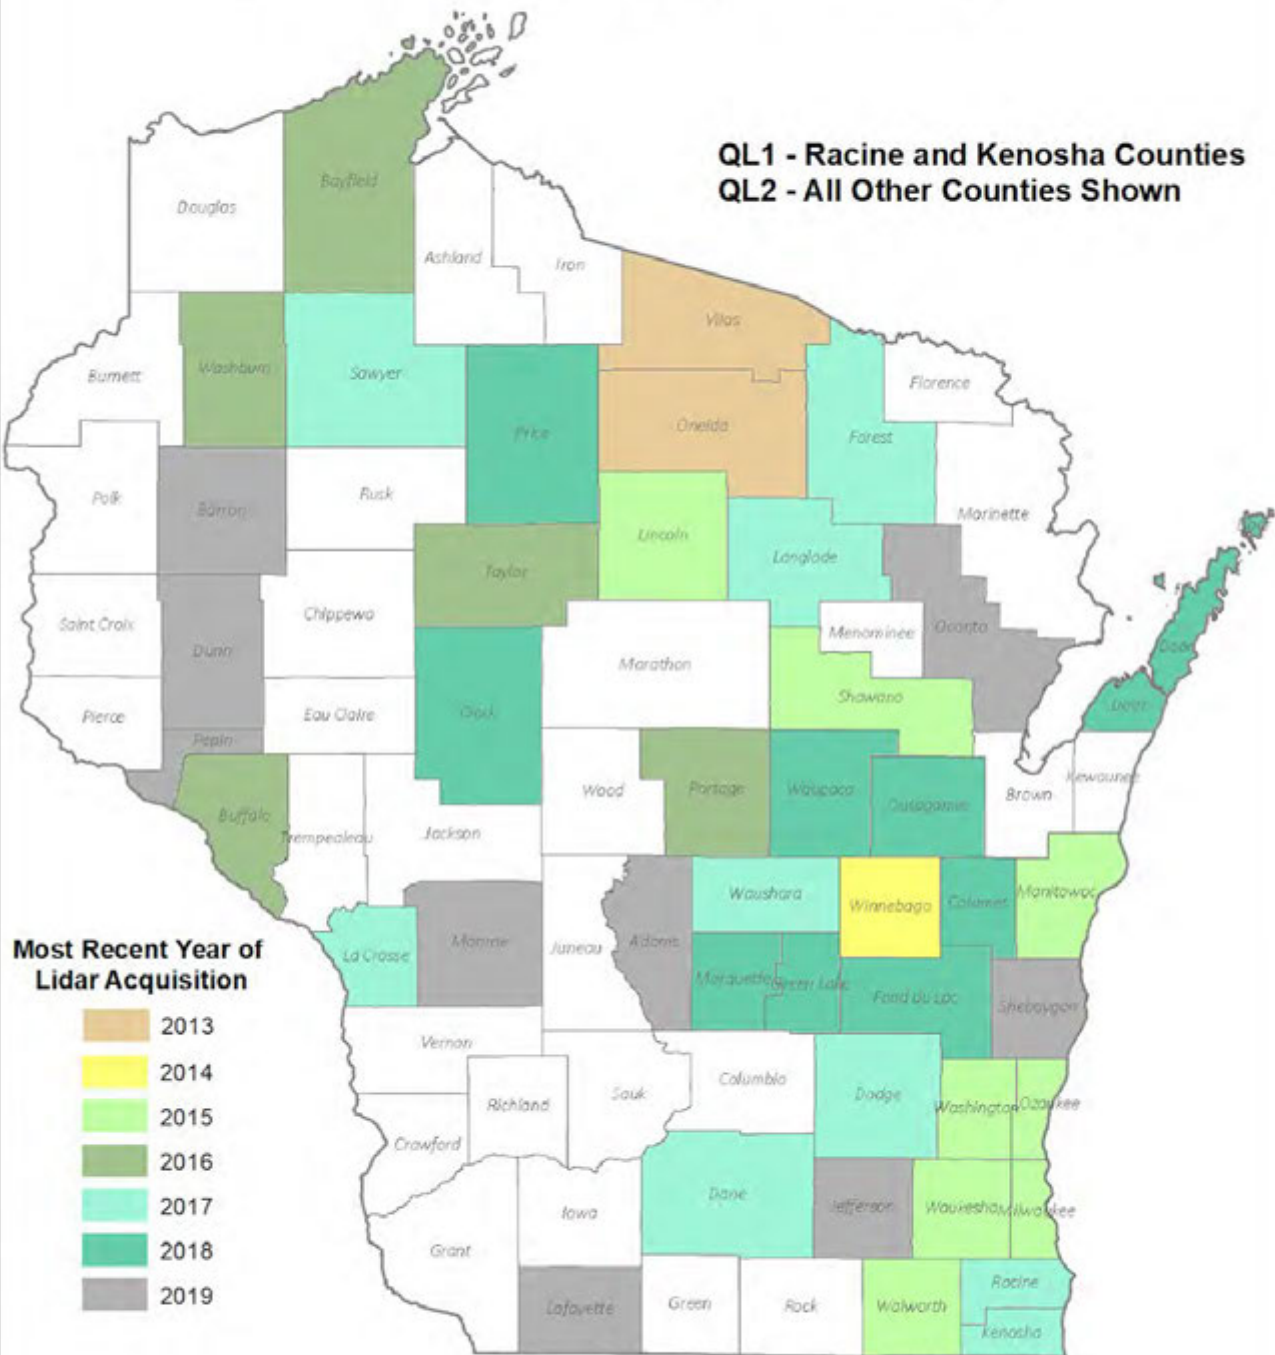 QL1 - Racine and Kenosha Counties
QL2 - All Other Counties Shown
Bayfield
Douglas
Ashland
Iron
Vilas
Burnett
Washburn
Sawyer
Florence
Price
Oneida
Forest
Polk
Barron
Rusk
Marinette
Lincoln
Langlade
Taylor
Door
Saint Croix
Chippewa
Dunn
Menominee
Oconto
Marathon
Door
Shawano
Pierce
Eau Claire
Clark
Door
Pepin
Wood
Portage
Waupaca
Outagamie
Brown
Kewaunee
Buffalo
Trempealeau
Jackson
Waushara
Winnebago
Calumet
Manitowoc
Most Recent Year of
Lidar Acquisition
La Crosse
Monroe
Juneau
Adams
Marquette
Green Lake
Fond du Lac
Sheboygan
2013
2014
2015
2016
2017
2018
2019
Vernon
Richland
Sauk
Columbia
Dodge
Washington
Ozaukee
Crawford
Dane
Jefferson
Waukesha
Milwaukee
Iowa
Grant
Lafayette
Green
Rock
Walworth
Racine
Kenosha